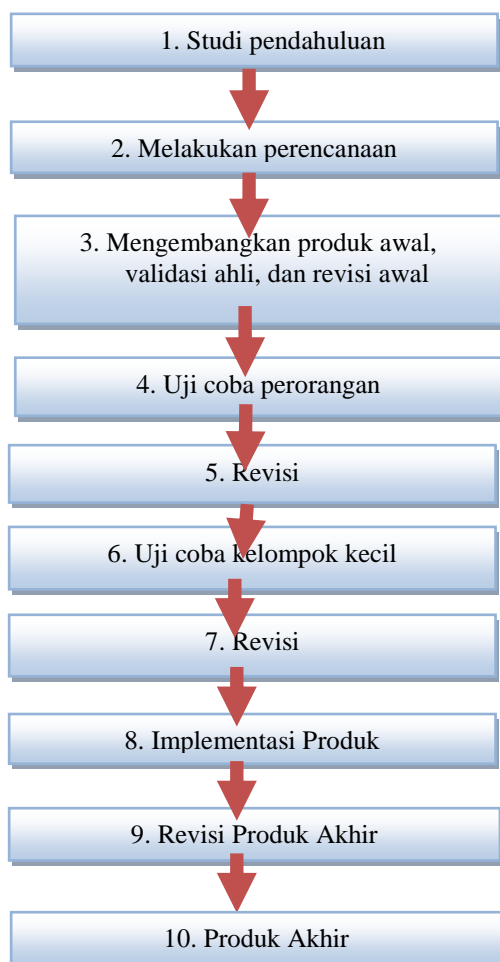 1. Studi pendahuluan
2. Melakukan perencanaan
3. Mengembangkan produk awal,
validasi ahli, dan revisi awal
4. Uji coba perorangan
5. Revisi
6. Uji coba kelompok kecil
7. Revisi
8. Implementasi Produk
9. Revisi Produk Akhir
10. Produk Akhir